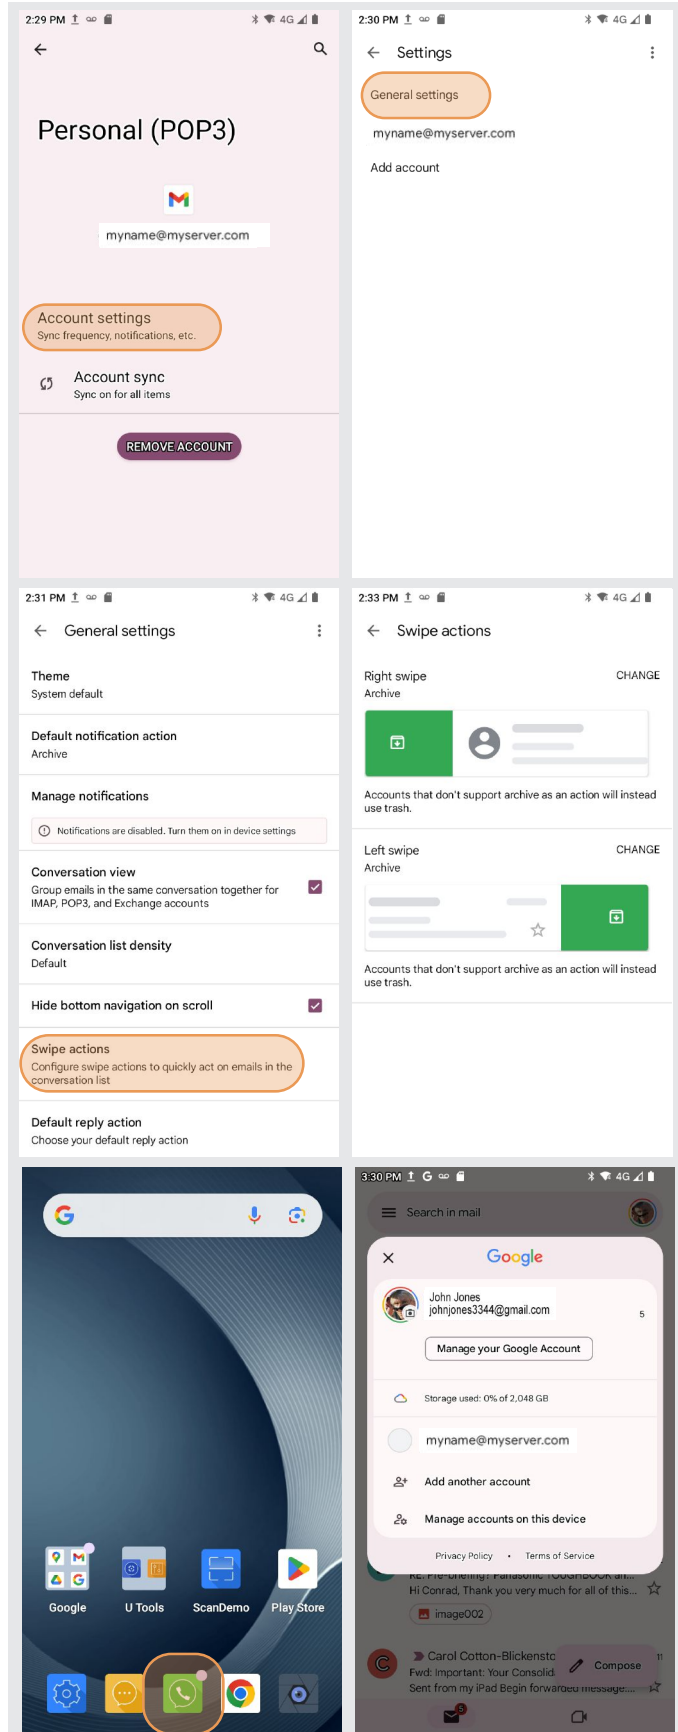 2:29 PM
4G
Personal (POP3)
myname@myserver.com
Account settings
Sync frequency, notifications, etc.
Account sync
Sync on for all items
REMOVE ACCOUNT
2:30 PM
4G
Settings
General settings
myname@myserver.com
Add account
2:31 PM
4G
General settings
Theme
System default
Default notification action
Archive
Manage notifications
Notifications are disabled. Turn them on in device settings
Conversation view
Group emails in the same conversation together for
IMAP, POP3, and Exchange accounts
Conversation list density
Default
Hide bottom navigation on scroll
Swipe actions
Configure swipe actions to quickly act on emails in the
conversation list
Default reply action
Choose your default reply action
2:33 PM
4G
Swipe actions
Right swipe
CHANGE
Archive
Accounts that don't support archive as an action will instead
use trash.
Left swipe
CHANGE
Archive
Accounts that don't support archive as an action will instead
use trash.
Google
U Tools
ScanDemo
Play Store
3:30 PM
G
4G
Search in mail
Google
John Jones
johnjones3344@gmail.com
5
Manage your Google Account
Storage used: 0% of 2,048 GB
myname@myserver.com
Add another account
Manage accounts on this device
Privacy Policy • Terms of Service
RE: Pre-briefing? Panasonic TOUGHBOOK an...
Hi Conrad, Thank you very much for all of this...
image002
C
Carol Cotton-Blickensto
11
Fwd: Important: Your Consolid
Sent from my iPad Begin forwarded message:...
Compose
5